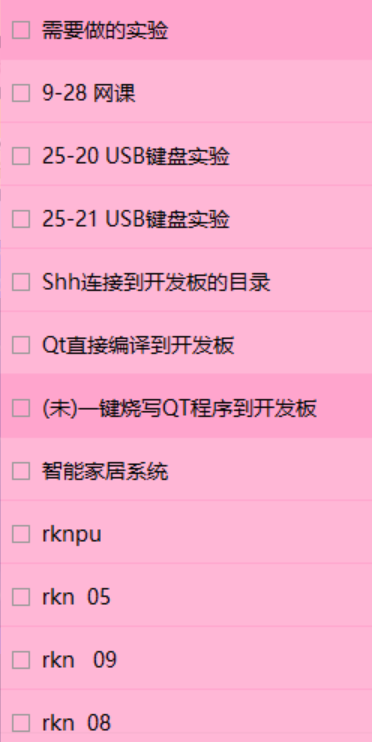 需要做的实验
9-28 网课
25-20 USB键盘实验
25-21 USB键盘实验
Shh连接到开发板的目录
Qt直接编译到开发板
(未)一键烧写QT程序到开发板
智能家居系统
rknpu
rkn  05
rkn   09
rkn  08